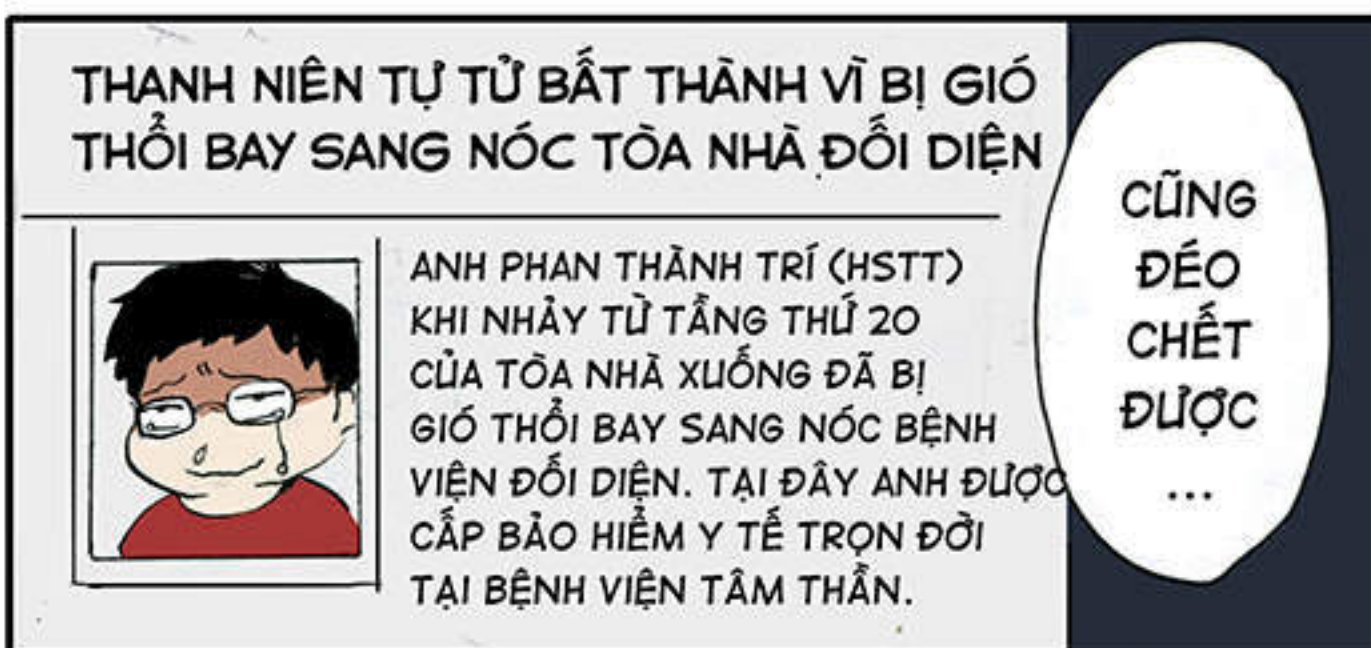 THANH NIÊN TỰ TỬ BẤT THÀNH VÌ BỊ GIÓ
THỔI BAY SANG NÓC TÒA NHÀ ĐỐI DIỆN
ANH PHAN THÀNH TRÍ (HSTT)
KHI NHẢY TỪ TẦNG THỨ 20
CỦA TÒA NHÀ XUỐNG ĐÃ BỊ
GIÓ THỔI BAY SANG NÓC BỆNH
VIỆN ĐỐI DIỆN. TẠI ĐÂY ANH ĐƯỢC
CẤP BẢO HIỂM Y TẾ TRỌN ĐỜI
TẠI BỆNH VIỆN TÂM THẦN.
CŨNG
ĐÉO
CHẾT
ĐƯỢC
...